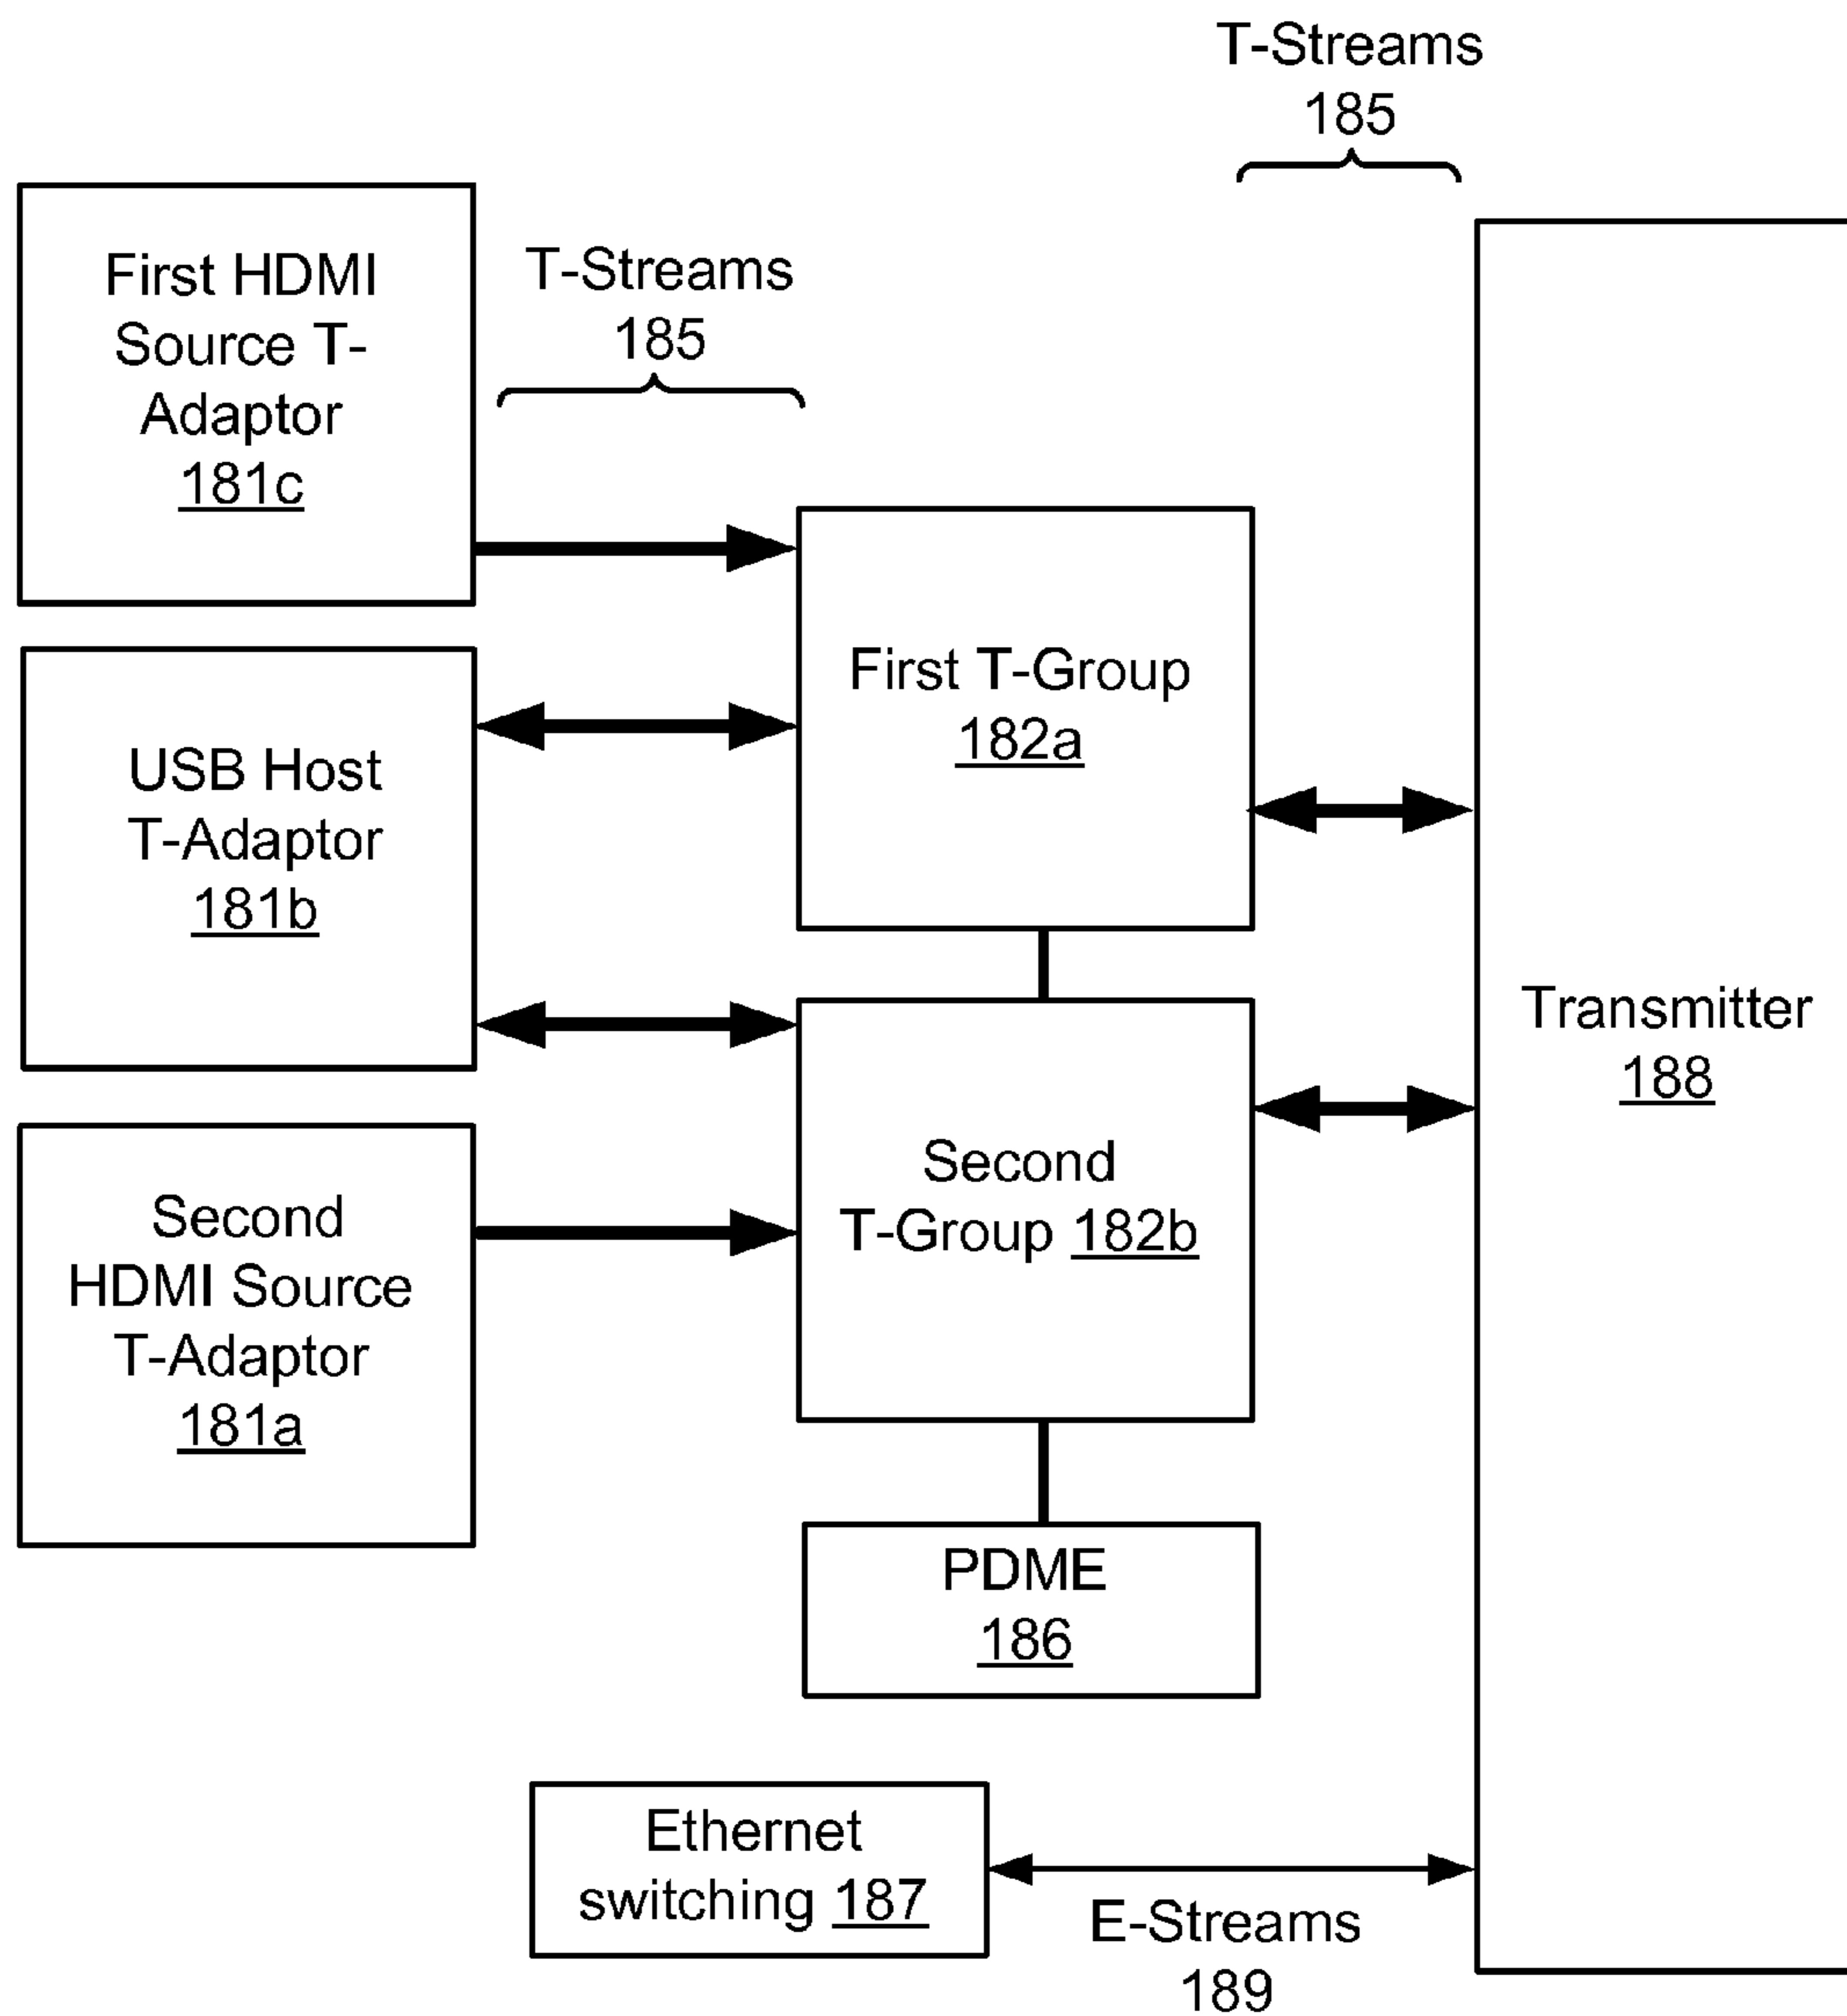 T-Streams
185
First HDMI
Source T-
Adaptor
181c
T-Streams
185
First T-Group
182a
USB Host
T-Adaptor
181b
Transmitter
188
Second
T-Group 182b
Second
HDMI Source
T-Adaptor
181a
PDME
186
Ethernet
switching 187
E-Streams
189